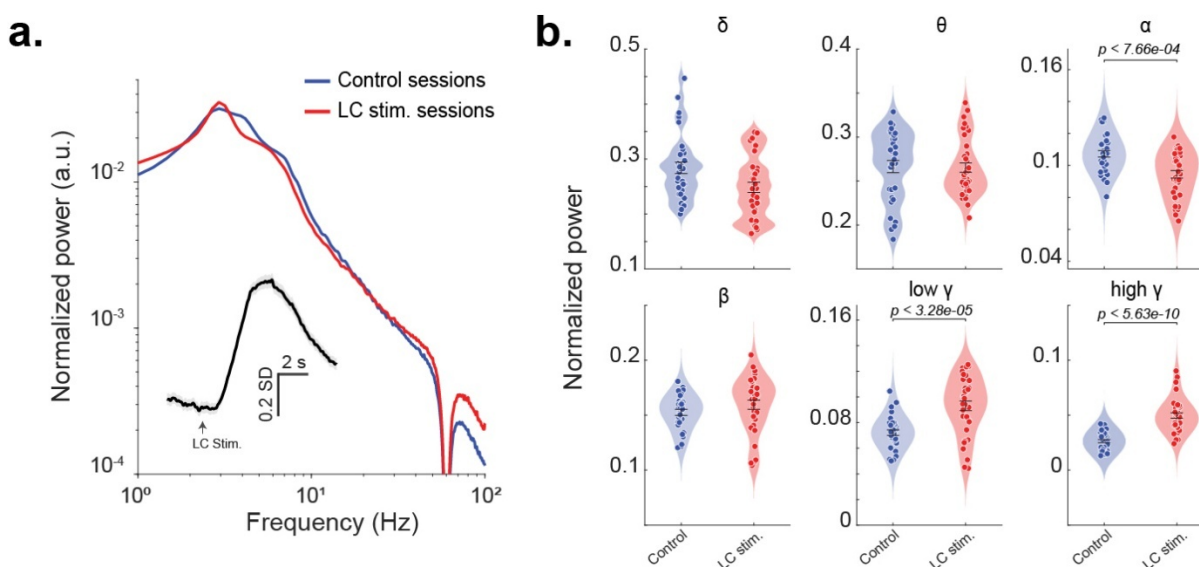 a.
Normalized power (a.u.)
10⁻²
10⁻³
10⁻⁴
10⁰
10¹
10²
Frequency (Hz)
Control sessions
LC stim. sessions
0.2 SD
2 s
LC Stim.
b.
Normalized power
δ
0.5
0.3
0.1
θ
0.4
0.3
0.2
α
p < 7.66e-04
0.16
0.1
0.04
β
0.2
0.1
Control
LC stim.
low γ
p < 3.28e-05
0.16
0.08
0
Control
LC stim.
high γ
p < 5.63e-10
0.1
0
Control
LC stim.